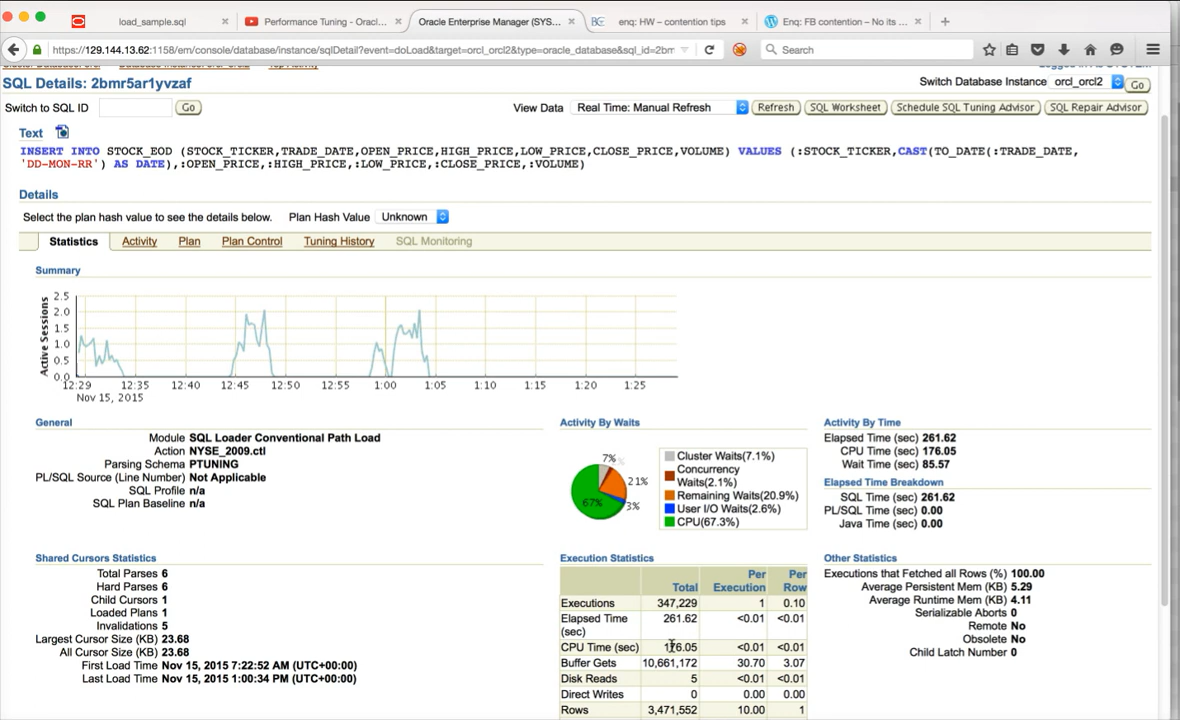 load_sample.sql
Performance Tuning - Oracl...
Oracle Enterprise Manager (SYS...
enq: HW – contention tips
Enq: FB contention – No its ...
https://129.144.13.62:1158/em/console/database/instance/sqlDetail?event=doLoad&target=orcl_orcl2&type=oracle_database&sql_id=2bm
Search
SQL Details: 2bmr5ar1yvzaf
Switch Database Instance orcl_orcl2 Go
Switch to SQL ID Go
View Data Real Time: Manual Refresh Refresh SQL Worksheet Schedule SQL Tuning Advisor SQL Repair Advisor
Text
INSERT INTO STOCK_EOD (STOCK_TICKER,TRADE_DATE,OPEN_PRICE,HIGH_PRICE,LOW_PRICE,CLOSE_PRICE,VOLUME) VALUES (:STOCK_TICKER,CAST(TO_DATE(:TRADE_DATE,
'DD-MON-RR') AS DATE),:OPEN_PRICE,:HIGH_PRICE,:LOW_PRICE,:CLOSE_PRICE,:VOLUME)
Details
Select the plan hash value to see the details below. Plan Hash Value Unknown
Statistics Activity Plan Plan Control Tuning History SQL Monitoring
Summary
Active Sessions
2.5
2.0
1.5
1.0
0.5
0.0
12:29 12:35 12:40 12:45 12:50 12:55 1:00 1:05 1:10 1:15 1:20 1:25
Nov 15, 2015
General
Module SQL Loader Conventional Path Load
Action NYSE_2009.ctl
Parsing Schema PTUNING
PL/SQL Source (Line Number) Not Applicable
SQL Profile n/a
SQL Plan Baseline n/a
Activity By Waits
7%
21%
3%
67%
Cluster Waits(7.1%)
Concurrency
Waits(2.1%)
Remaining Waits(20.9%)
User I/O Waits(2.6%)
CPU(67.3%)
Activity By Time
Elapsed Time (sec) 261.62
CPU Time (sec) 176.05
Wait Time (sec) 85.57
Elapsed Time Breakdown
SQL Time (sec) 261.62
PL/SQL Time (sec) 0.00
Java Time (sec) 0.00
Shared Cursors Statistics
Total Parses 6
Hard Parses 6
Child Cursors 1
Loaded Plans 1
Invalidations 5
Largest Cursor Size (KB) 23.68
All Cursor Size (KB) 23.68
First Load Time Nov 15, 2015 7:22:52 AM (UTC+00:00)
Last Load Time Nov 15, 2015 1:00:34 PM (UTC+00:00)
Execution Statistics
Total Per Execution Per Row
Executions 347,229 1 0.10
Elapsed Time (sec) 261.62 <0.01 <0.01
CPU Time (sec) 176.05 <0.01 <0.01
Buffer Gets 10,661,172 30.70 3.07
Disk Reads 5 <0.01 <0.01
Direct Writes 0 0.00 0.00
Rows 3,471,552 10.00 1
Other Statistics
Executions that Fetched all Rows (%) 100.00
Average Persistent Mem (KB) 5.29
Average Runtime Mem (KB) 4.11
Serializable Aborts 0
Remote No
Obsolete No
Child Latch Number 0